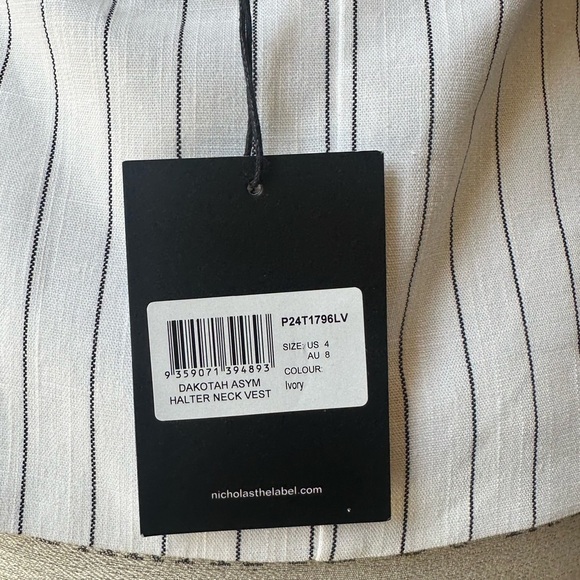 P24T1796LV
SIZE: US 4
AU 8
COLOUR:
Ivory
9 359071 394893
DAKOTAH ASYM
HALTER NECK VEST
nicholasthelabel.com